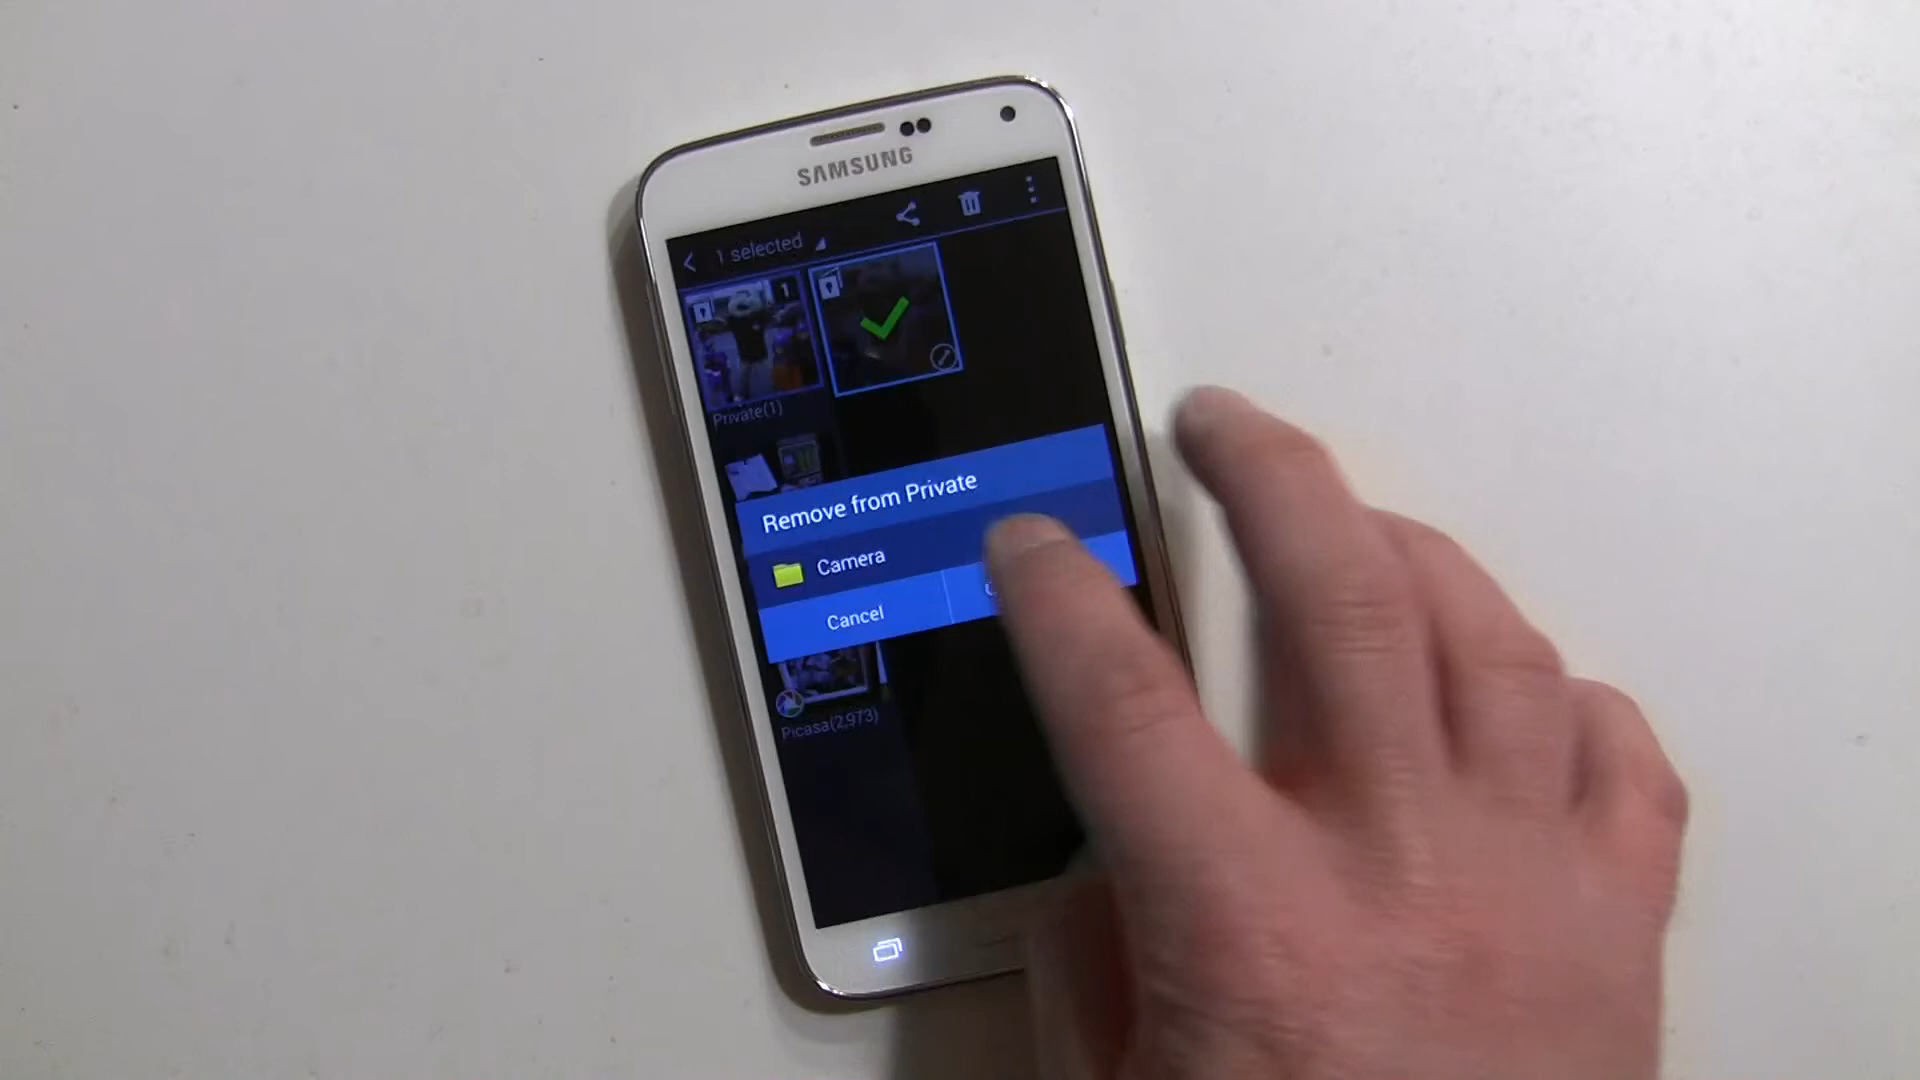 SAMSUNG
1 selected
1
Private(1)
Remove from Private
Camera
Cancel
Picasa(2,973)